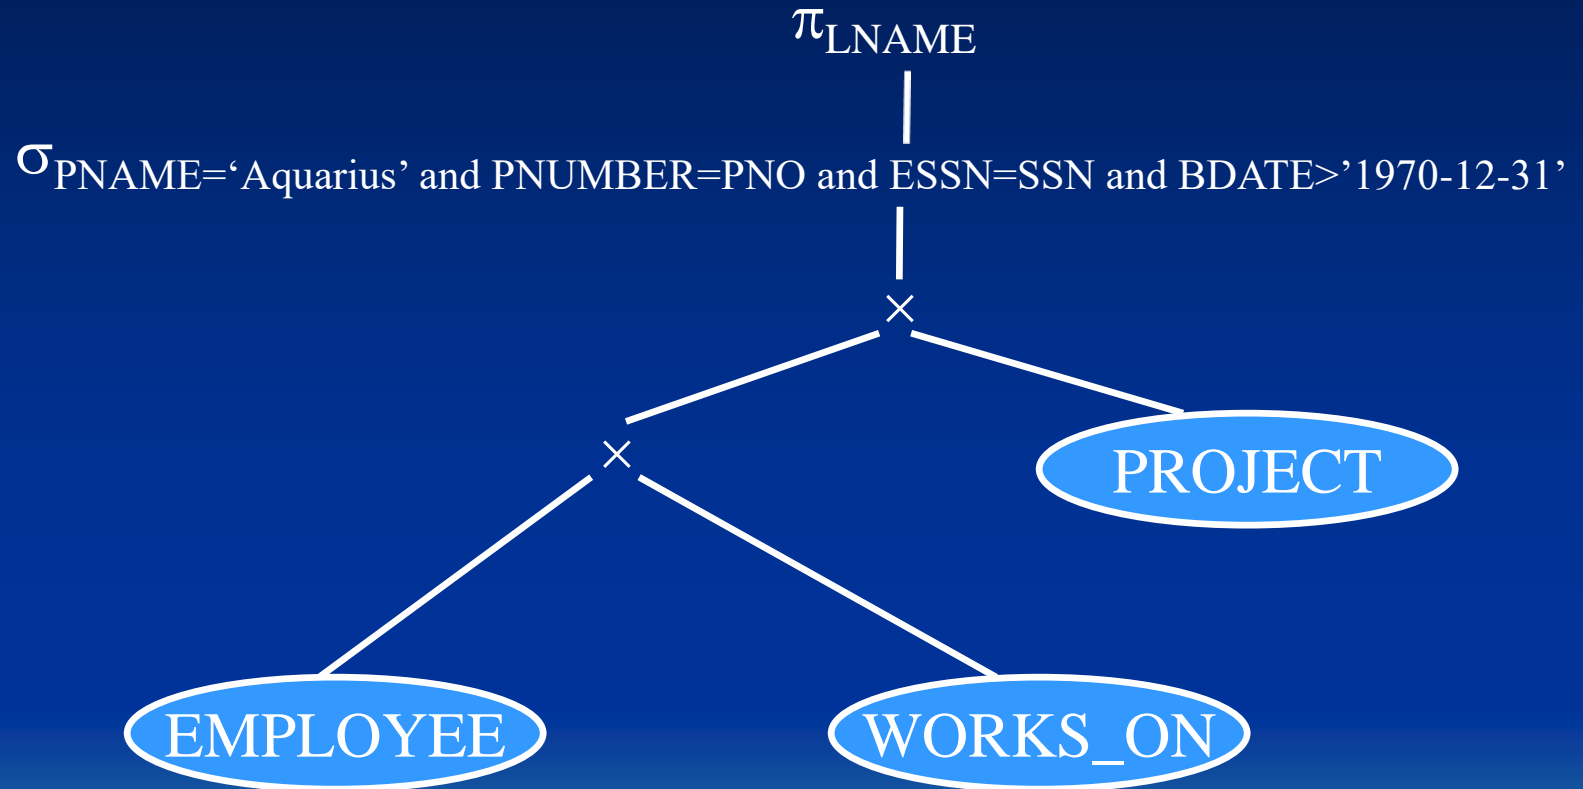 πLNAME
σPNAME=‘Aquarius’ and PNUMBER=PNO and ESSN=SSN and BDATE>’1970-12-31’
×
×
PROJECT
EMPLOYEE
WORKS_ON